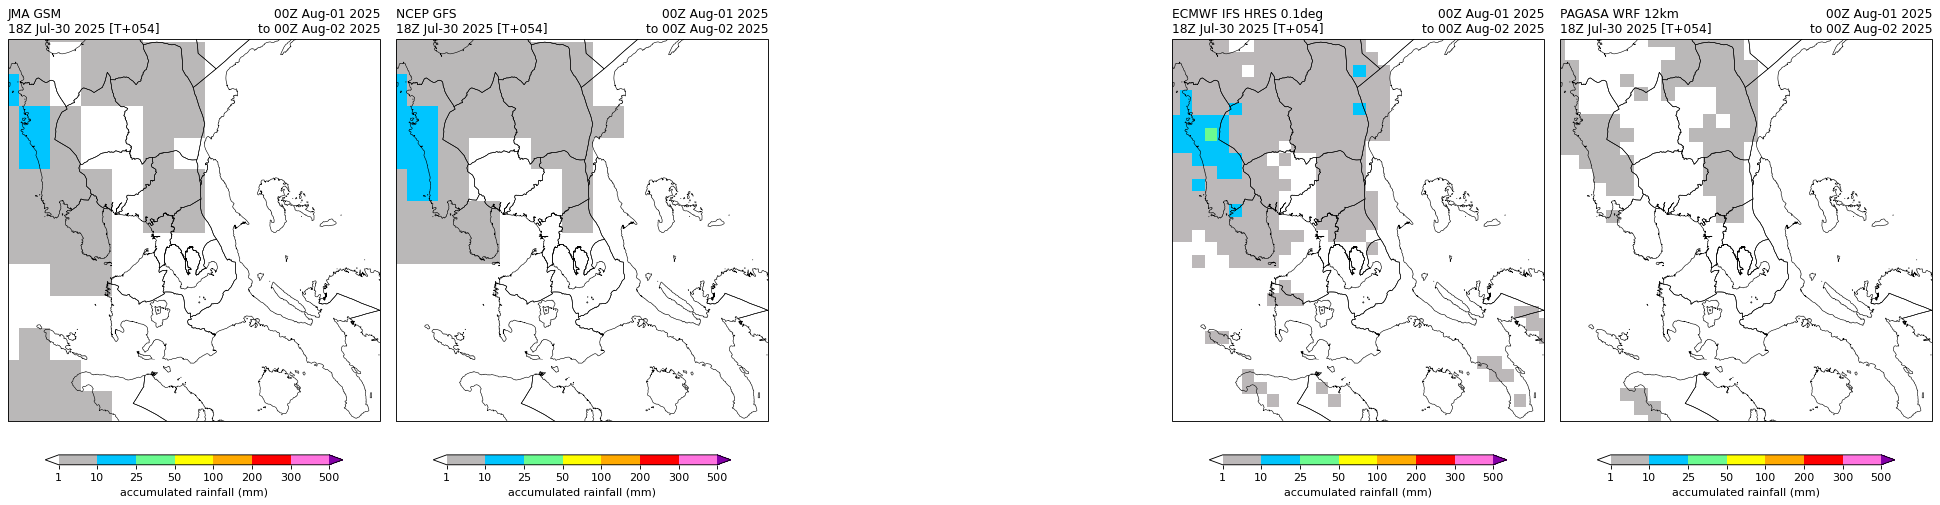 JMA GSM 00Z Aug-01 2025
18Z Jul-30 2025 [T+054] to 00Z Aug-02 2025
NCEP GFS 00Z Aug-01 2025
18Z Jul-30 2025 [T+054] to 00Z Aug-02 2025
ECMWF IFS HRES 0.1deg 00Z Aug-01 2025
18Z Jul-30 2025 [T+054] to 00Z Aug-02 2025
PAGASA WRF 12km 00Z Aug-01 2025
18Z Jul-30 2025 [T+054] to 00Z Aug-02 2025
1 10 25 50 100 200 300 500
accumulated rainfall (mm)
1 10 25 50 100 200 300 500
accumulated rainfall (mm)
1 10 25 50 100 200 300 500
accumulated rainfall (mm)
1 10 25 50 100 200 300 500
accumulated rainfall (mm)